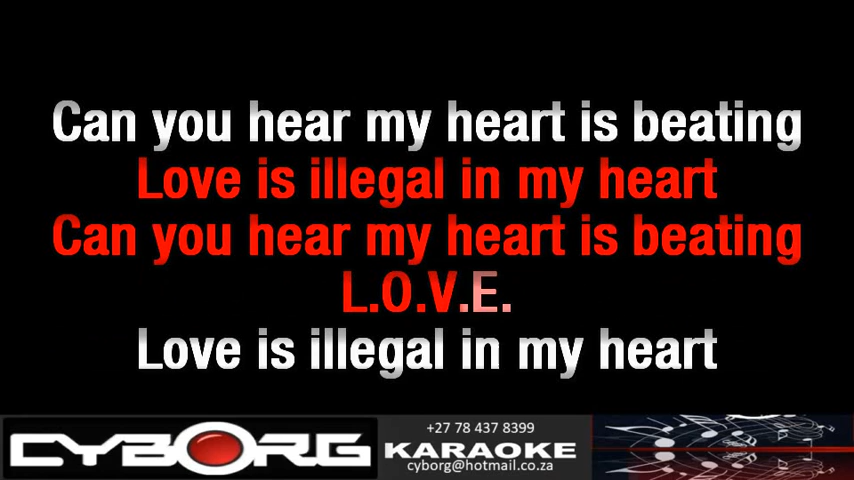 Can you hear my heart is beating
Love is illegal in my heart
Can you hear my heart is beating
L.O.V.E.
Love is illegal in my heart
CYBORG
+27 78 437 8399
KARAOKE
cyborg@hotmail.co.za